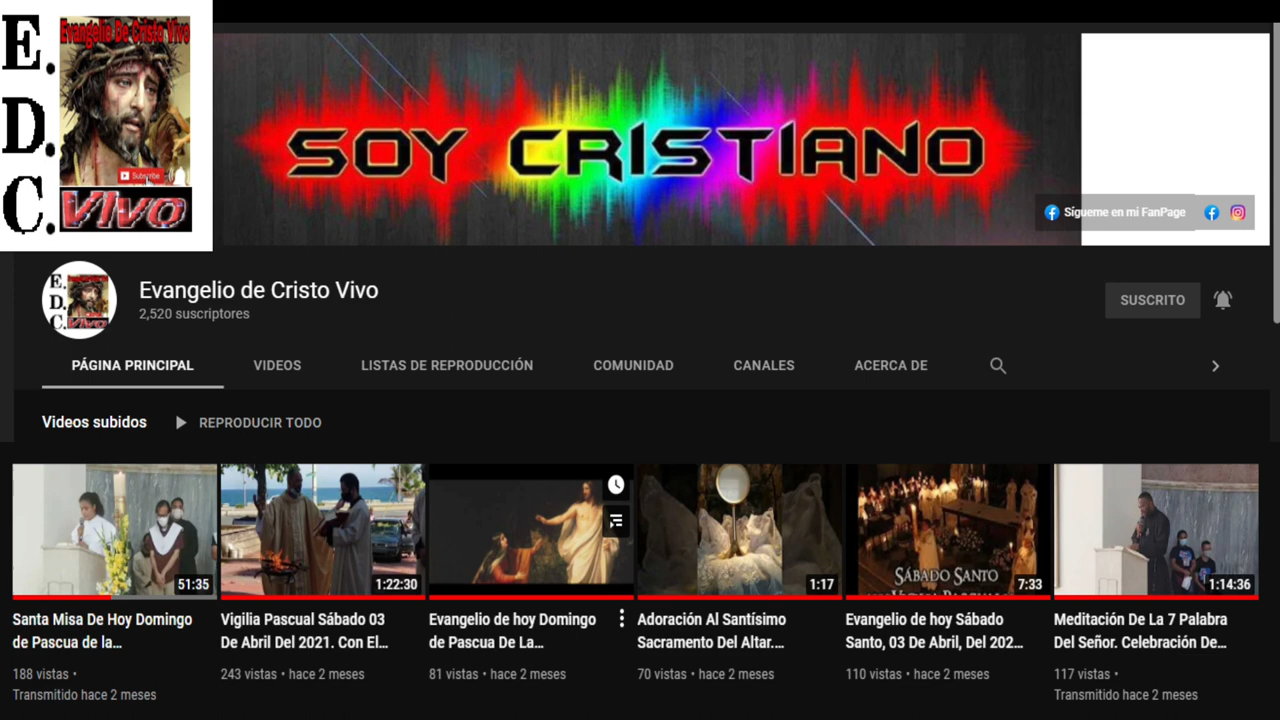 E.
D.
C.
Evangelio De Cristo Vivo
Subscribe
Vivo
SOY CRISTIANO
Sígueme en mi FanPage
E.
D.
C.
Vivo
Evangelio de Cristo Vivo
2,520 suscriptores
SUSCRITO
PÁGINA PRINCIPAL
VIDEOS
LISTAS DE REPRODUCCIÓN
COMUNIDAD
CANALES
ACERCA DE
Videos subidos
REPRODUCIR TODO
51:35
Santa Misa De Hoy Domingo
de Pascua de la...
188 vistas •
Transmitido hace 2 meses
1:22:30
Vigilia Pascual Sábado 03
De Abril Del 2021. Con El...
243 vistas • hace 2 meses
Evangelio de hoy Domingo
de Pascua De La...
81 vistas • hace 2 meses
1:17
Adoración Al Santísimo
Sacramento Del Altar....
70 vistas • hace 2 meses
SÁBADO SANTO
7:33
Evangelio de hoy Sábado
Santo, 03 De Abril, Del 202...
110 vistas • hace 2 meses
1:14:36
Meditación De La 7 Palabra
Del Señor. Celebración De...
117 vistas •
Transmitido hace 2 meses